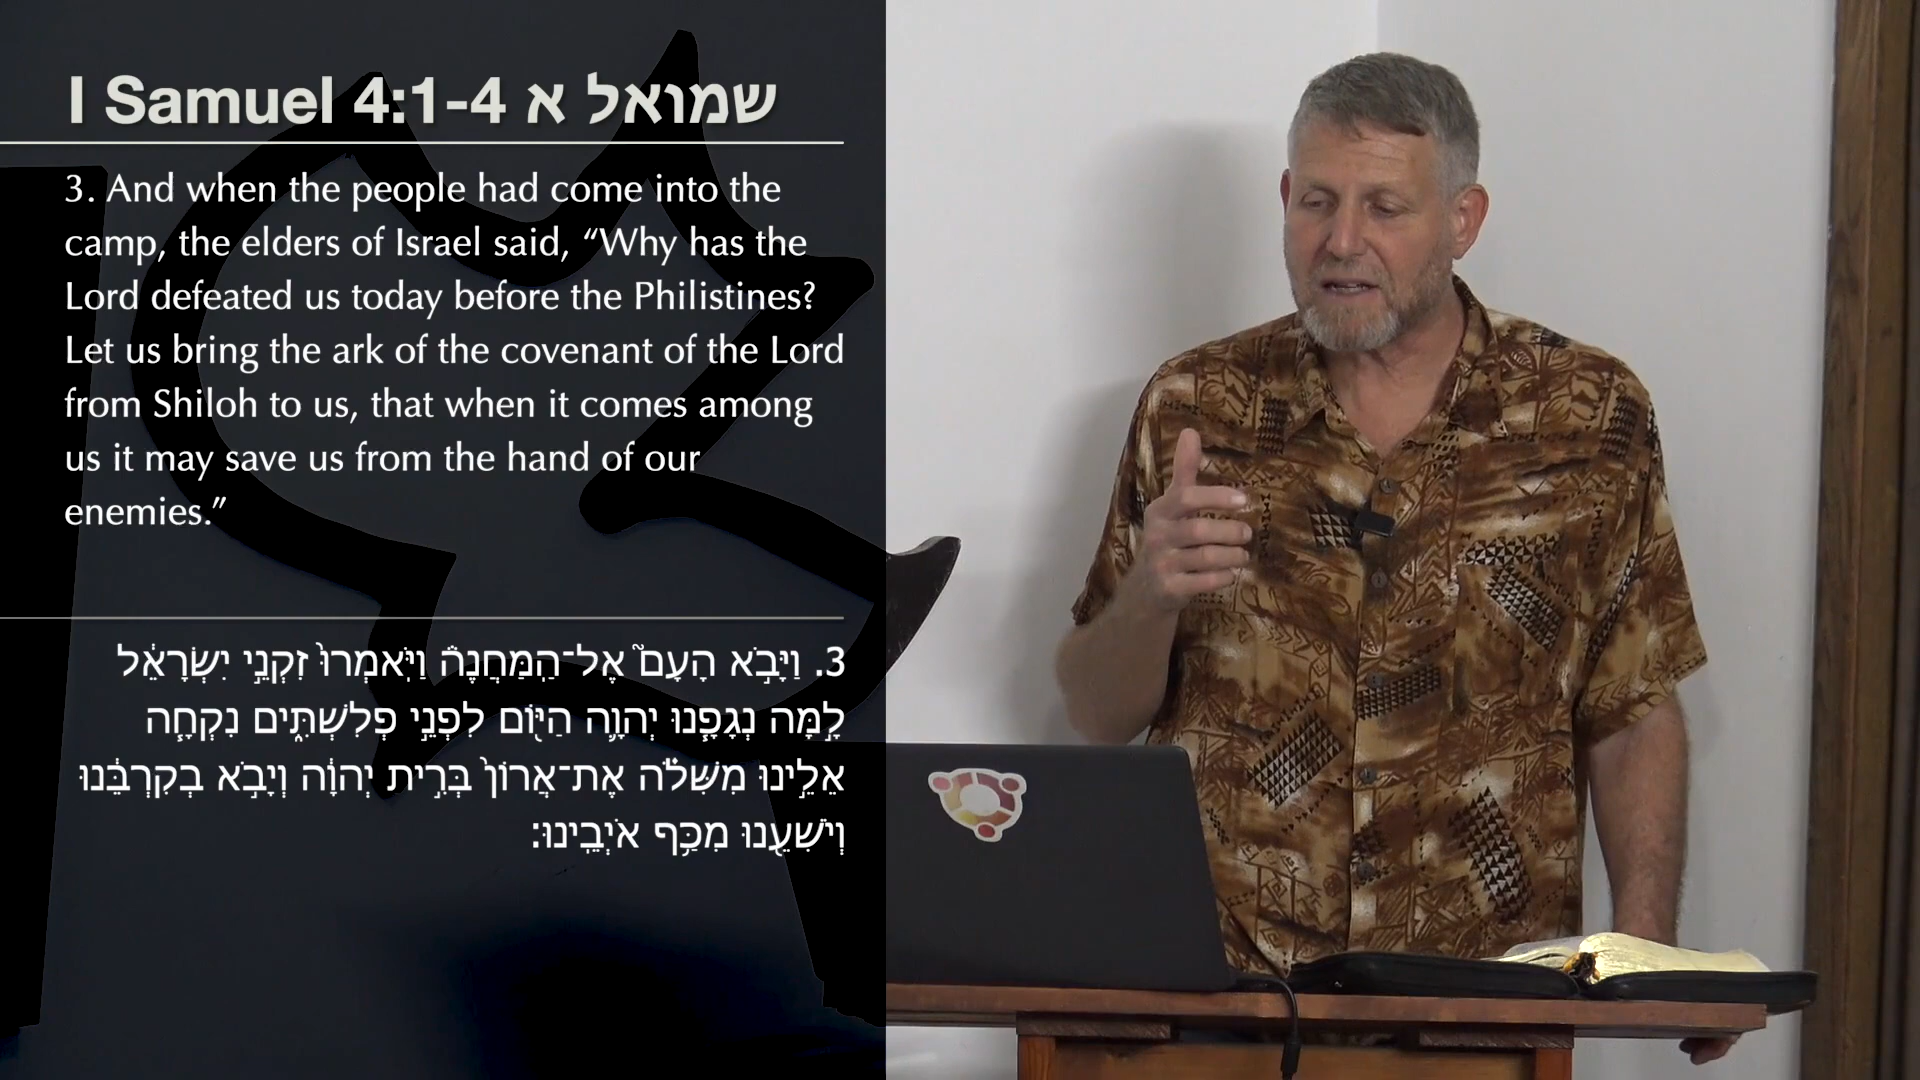 I Samuel 4:1-4 שמואל א
3. And when the people had come into the
camp, the elders of Israel said, “Why has the
Lord defeated us today before the Philistines?
Let us bring the ark of the covenant of the Lord
from Shiloh to us, that when it comes among
us it may save us from the hand of our
enemies.”
3. וַיָּבֹ֣א הָעָם֮ אֶל־הַֽמַּחֲנֶה֒ וַיֹּֽאמְרוּ֙ זִקְנֵ֣י יִשְׂרָאֵ֔ל
לָ֣מָּה נְגָפָ֧נוּ יְהוָ֛ה הַיּ֖וֹם לִפְנֵ֣י פְלִשְׁתִּ֑ים נִקְחָ֧ה
אֵלֵ֣ינוּ מִשִּׁלֹ֗ה אֶת־אֲרוֹן֙ בְּרִ֣ית יְהוָ֔ה וְיָבֹ֣א בְקִרְבֵּ֔נוּ
וְיֹשִׁעֵ֖נוּ מִכַּ֥ף אֹיְבֵֽינוּ׃